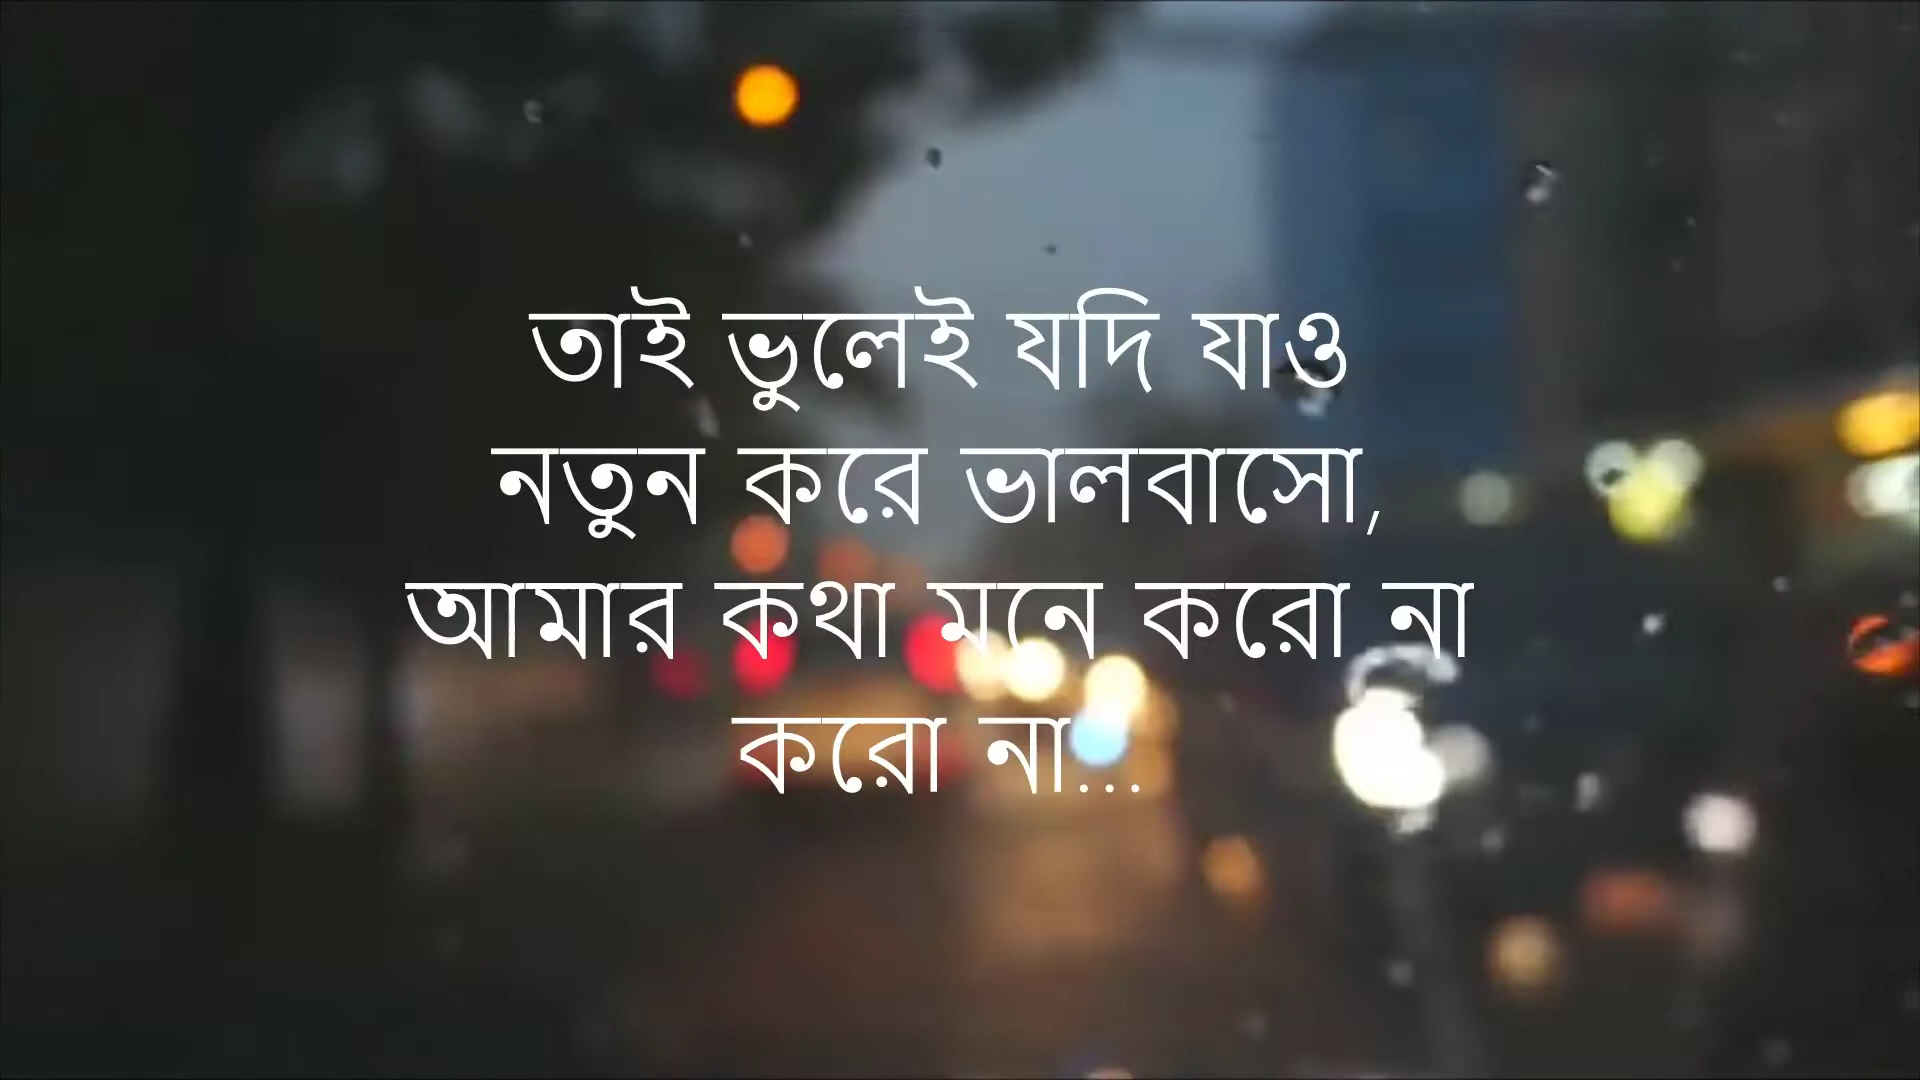 তাই ভুলেই যদি যাও
নতুন করে ভালবাসো,
আমার কথা মনে করো না
করো না...